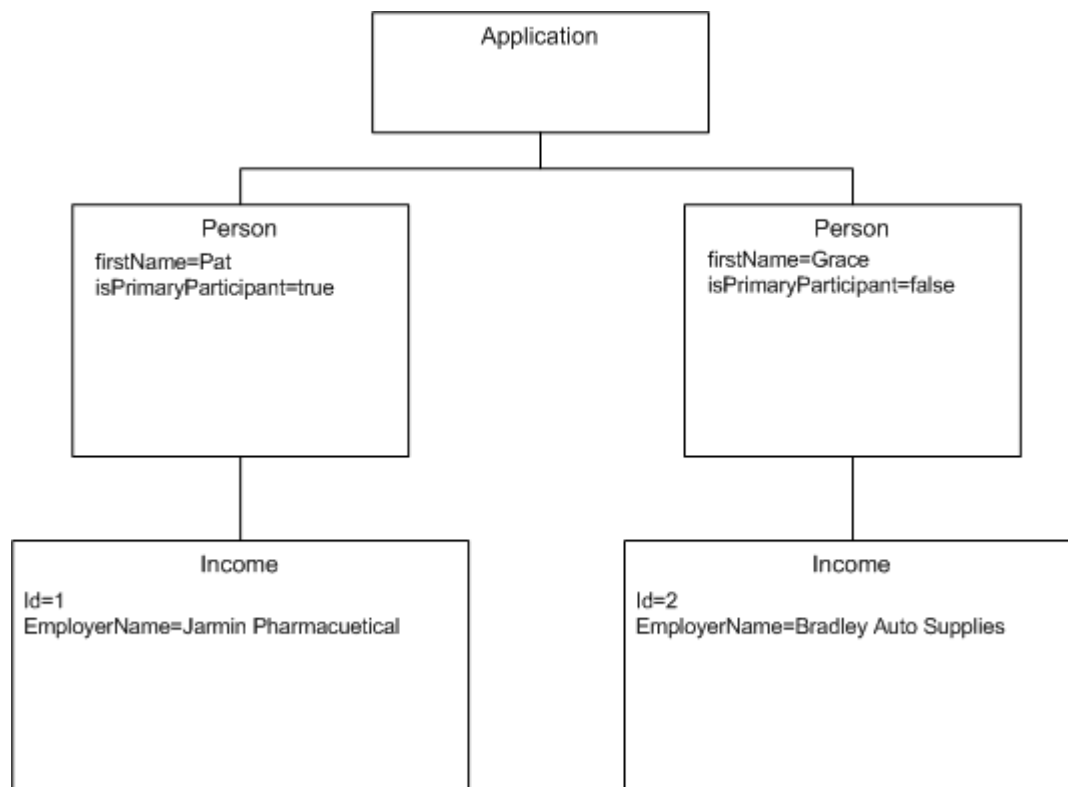 Application
Person
firstName=Pat
isPrimaryParticipant=true
Person
firstName=Grace
isPrimaryParticipant=false
Income
Id=1
EmployerName=Jarmin Pharmacuetical
Income
Id=2
EmployerName=Bradley Auto Supplies